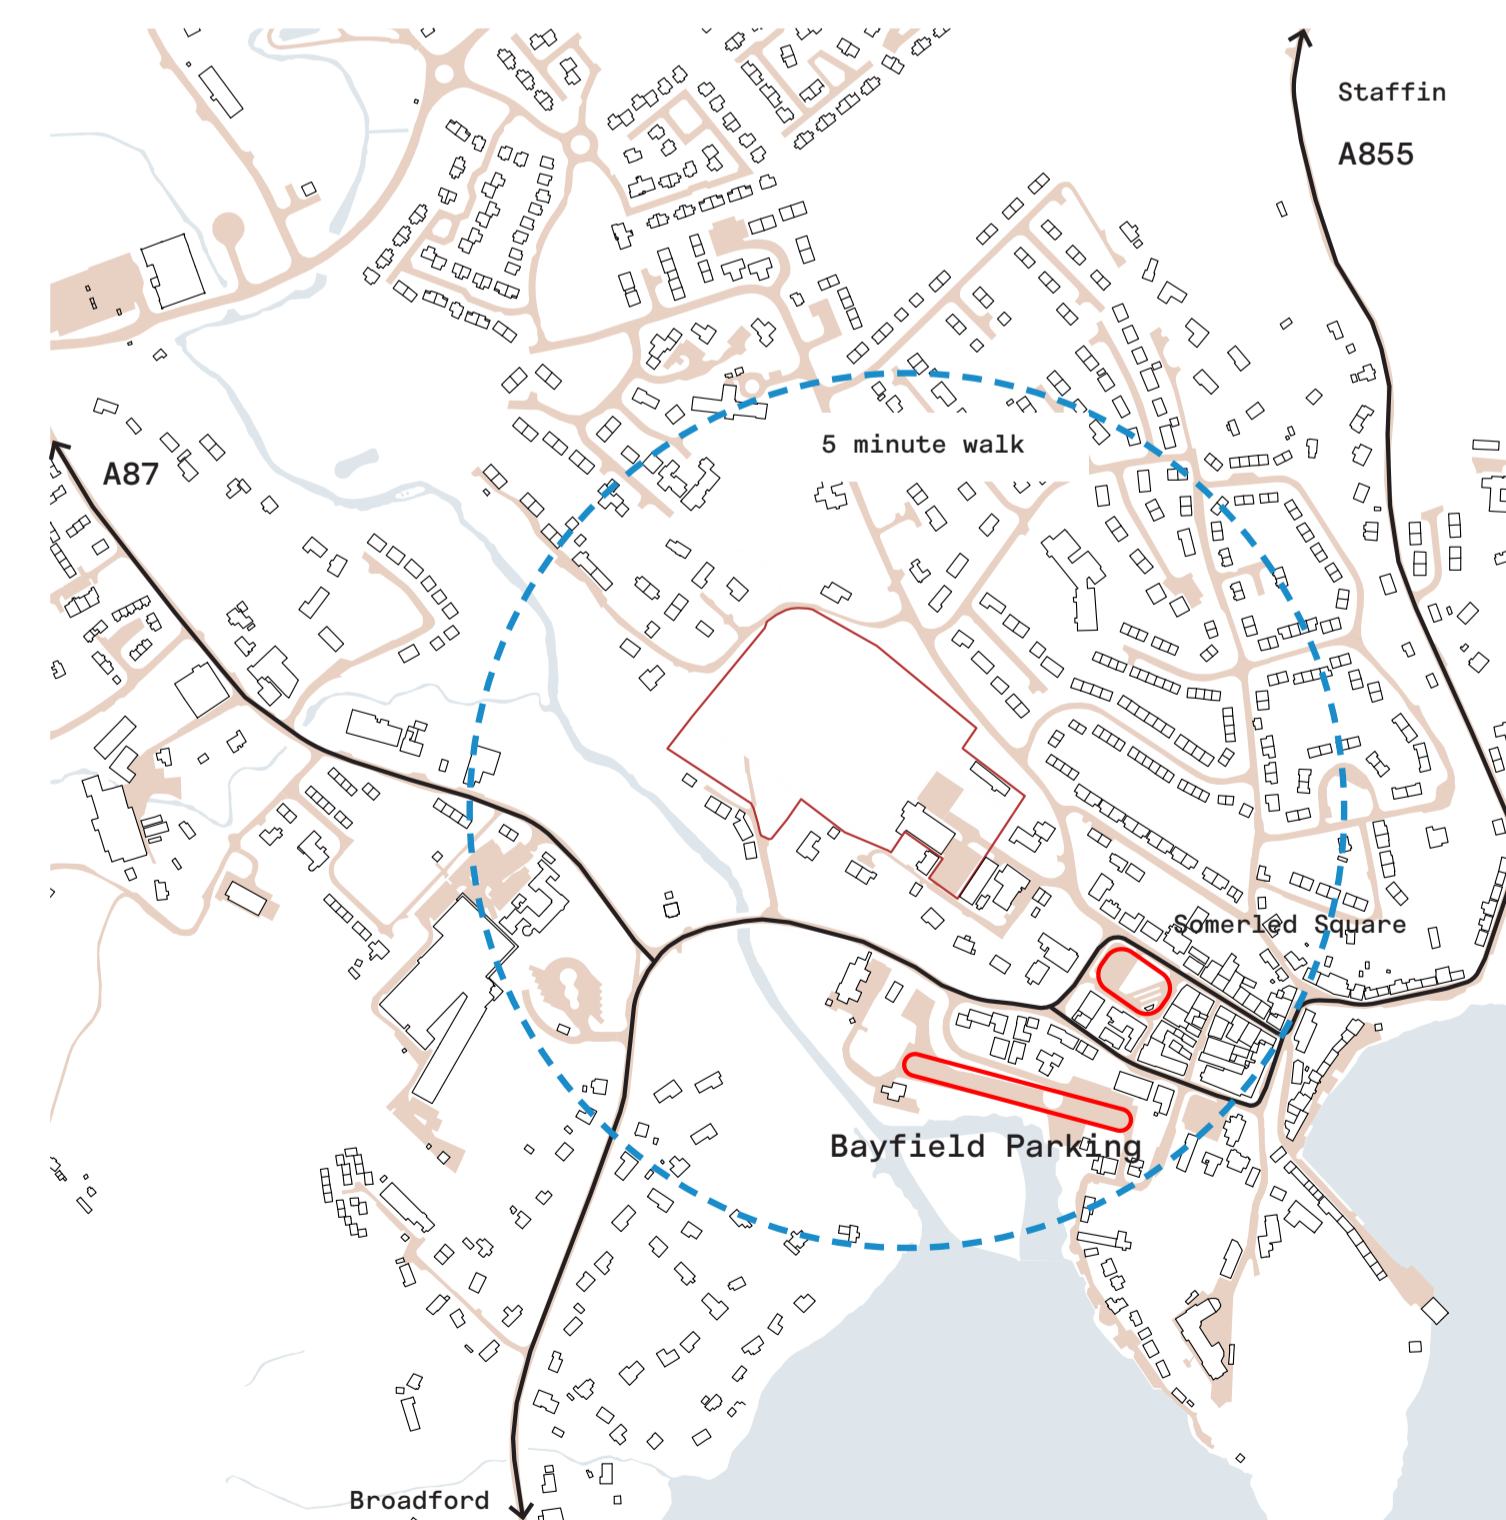 Staffin
A855
5 minute walk
A87
Somerled Square
Bayfield Parking
Broadford